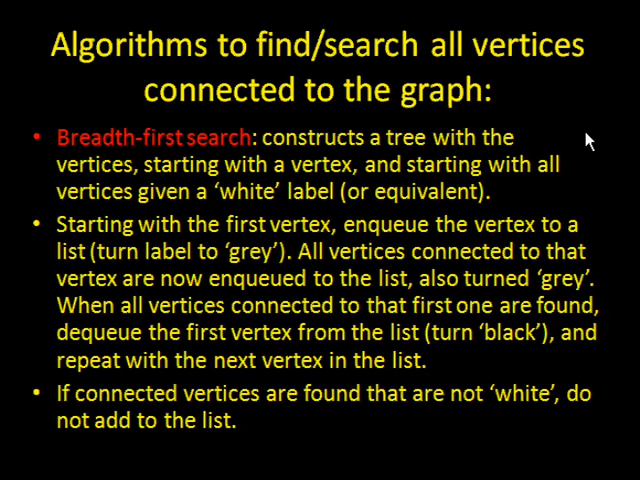 Algorithms to find/search all vertices
connected to the graph:
• Breadth-first search: constructs a tree with the
vertices, starting with a vertex, and starting with all
vertices given a ‘white’ label (or equivalent).
• Starting with the first vertex, enqueue the vertex to a
list (turn label to ‘grey’). All vertices connected to that
vertex are now enqueued to the list, also turned ‘grey’.
When all vertices connected to that first one are found,
dequeue the first vertex from the list (turn ‘black’), and
repeat with the next vertex in the list.
• If connected vertices are found that are not ‘white’, do
not add to the list.